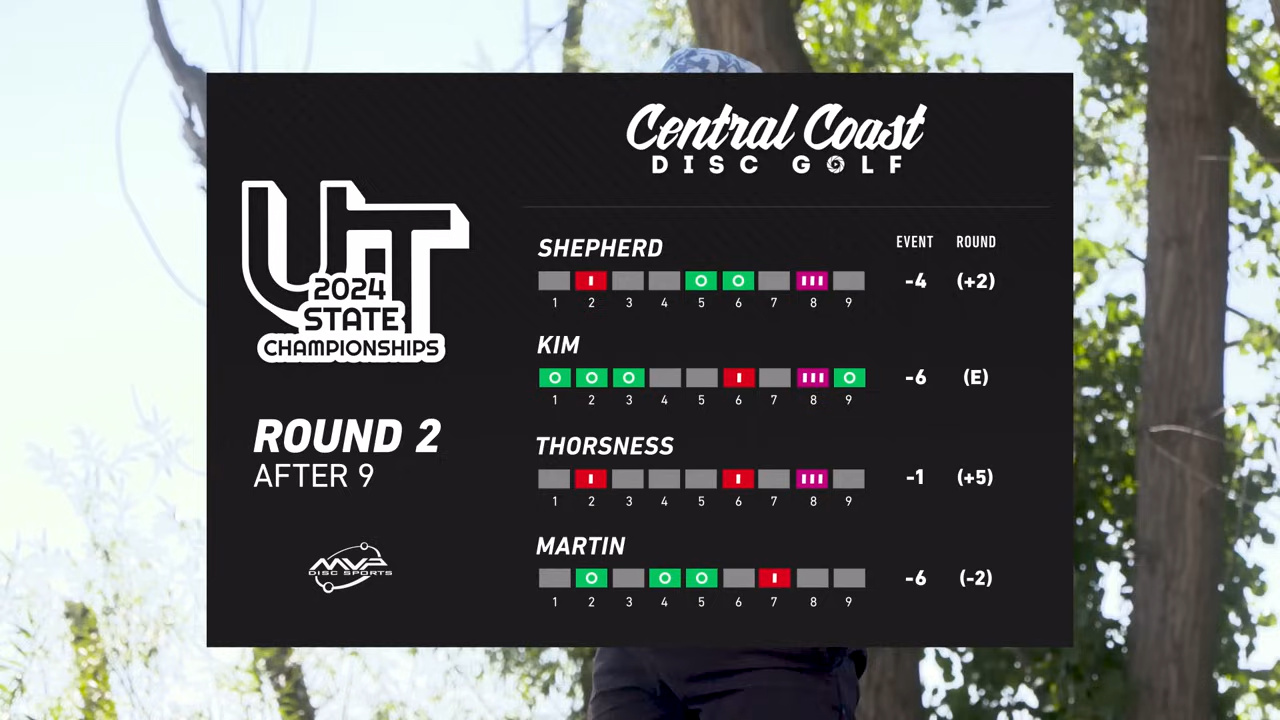 Central Coast
DISC GOLF
UT
2024
STATE
CHAMPIONSHIPS
ROUND 2
AFTER 9
MVP
DISC SPORTS
EVENT ROUND
SHEPHERD
-4 (+2)
1 2 3 4 5 6 7 8 9
KIM
-6 (E)
1 2 3 4 5 6 7 8 9
THORSNESS
-1 (+5)
1 2 3 4 5 6 7 8 9
MARTIN
-6 (-2)
1 2 3 4 5 6 7 8 9